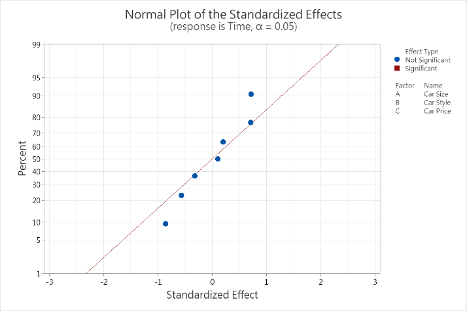 Normal Plot of the Standardized Effects
(response is Time, α = 0.05)
99
95
90
80
70
60
50
40
30
20
10
5
1
Percent
-3 -2 -1 0 1 2 3
Standardized Effect
Effect Type
Not Significant
Significant
Factor Name
A Car Size
B Car Style
C Car Price